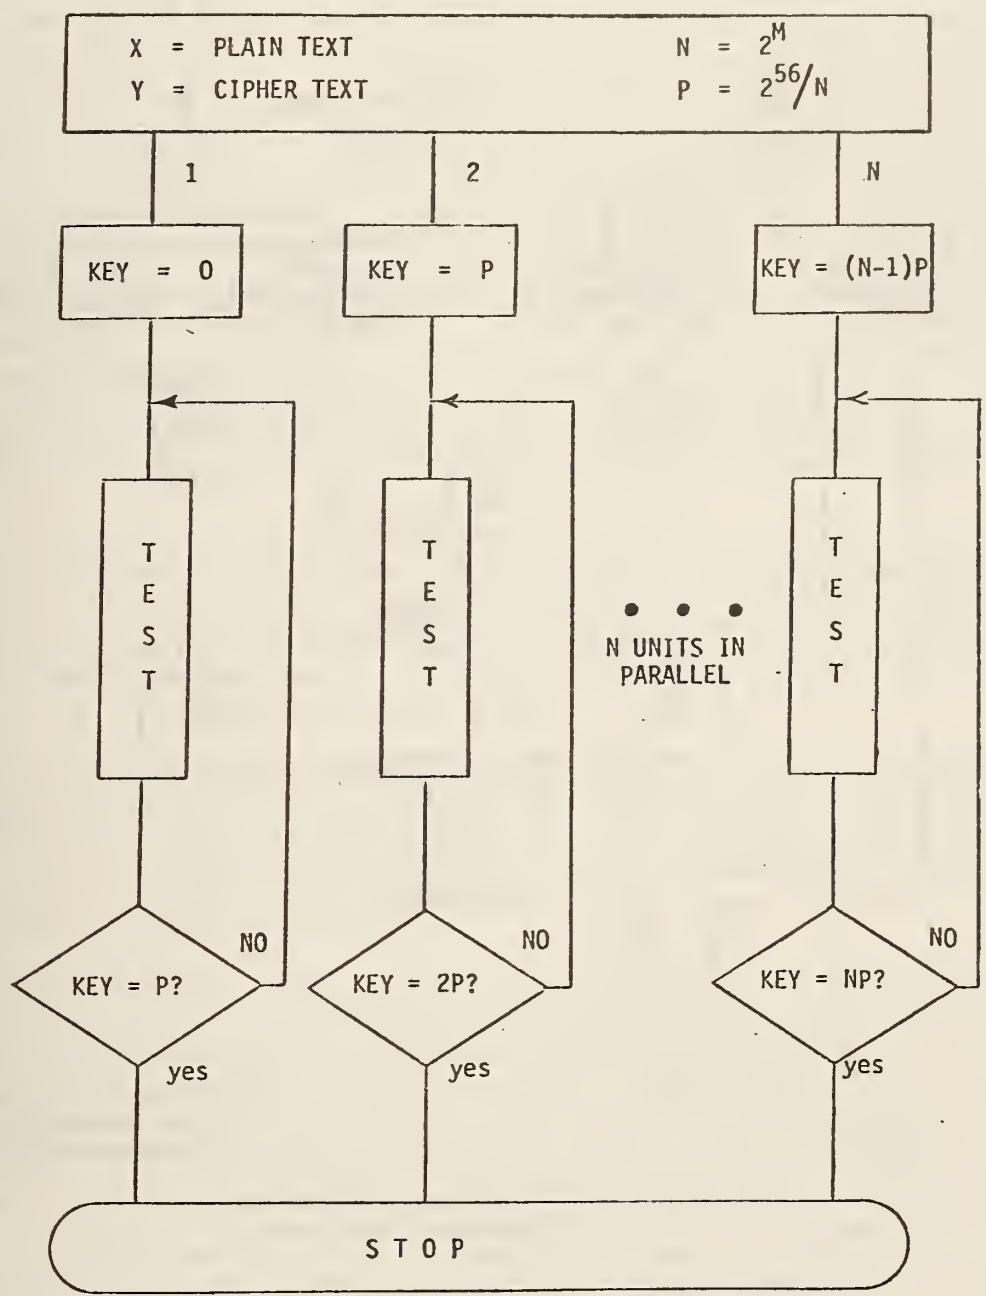 X = PLAIN TEXT N = 2^M
Y = CIPHER TEXT P = 2^56/N
1 2 N
KEY = 0 KEY = P KEY = (N-1)P
T
E
S
T
T
E
S
T
N UNITS IN
PARALLEL
T
E
S
T
NO NO NO
KEY = P? KEY = 2P? KEY = NP?
yes yes yes
S T O P